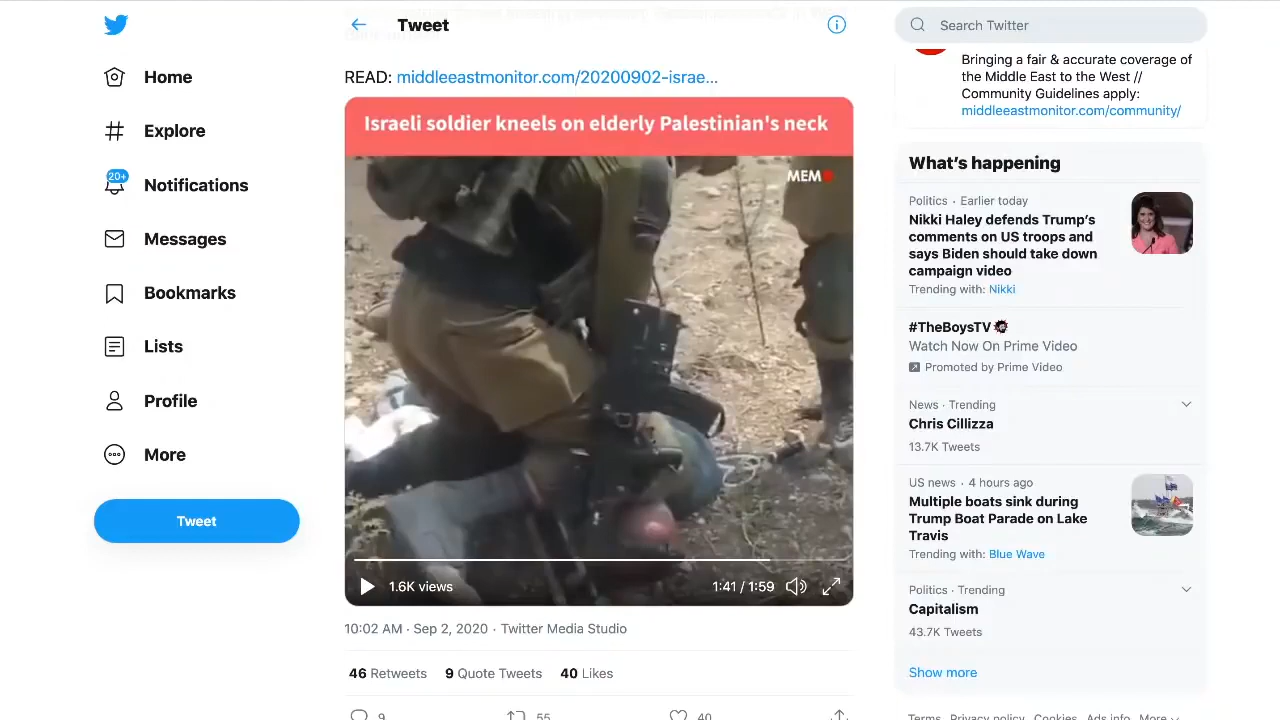 Tweet
Search Twitter
Home
Explore
20+
Notifications
Messages
Bookmarks
Lists
Profile
More
Tweet
READ: middleeastmonitor.com/20200902-israe...
Israeli soldier kneels on elderly Palestinian's neck
MEM
1.6K views
1:41 / 1:59
10:02 AM · Sep 2, 2020 · Twitter Media Studio
46 Retweets 9 Quote Tweets 40 Likes
9 55 40
Bringing a fair & accurate coverage of
the Middle East to the West //
Community Guidelines apply:
middleeastmonitor.com/community/
What's happening
Politics · Earlier today
Nikki Haley defends Trump's
comments on US troops and
says Biden should take down
campaign video
Trending with: Nikki
#TheBoysTV
Watch Now On Prime Video
Promoted by Prime Video
News · Trending
Chris Cillizza
13.7K Tweets
US news · 4 hours ago
Multiple boats sink during
Trump Boat Parade on Lake
Travis
Trending with: Blue Wave
Politics · Trending
Capitalism
43.7K Tweets
Show more
Terms Privacy policy Cookies Ads info More